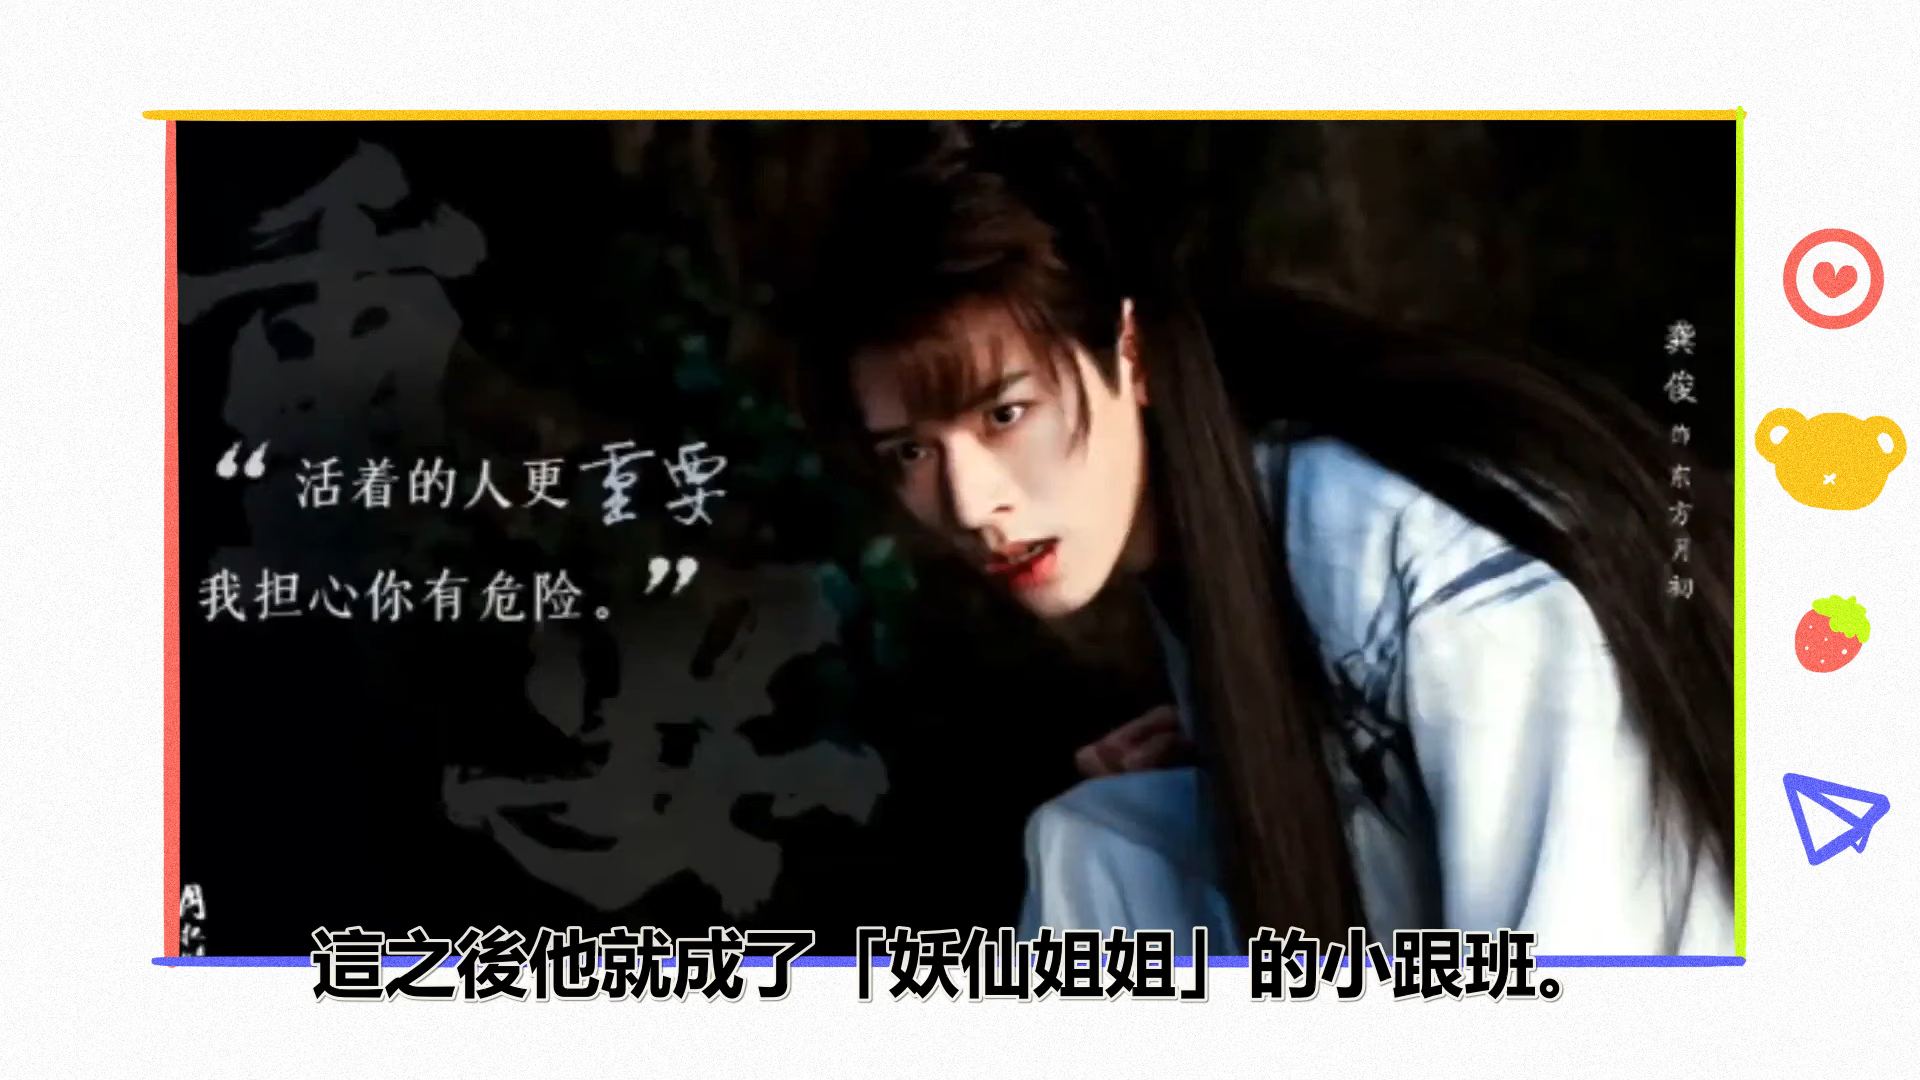 “活着的人更重要
我担心你有危险。”
龚俊 饰 东方月初
這之後他就成了「妖仙姐姐」的小跟班。